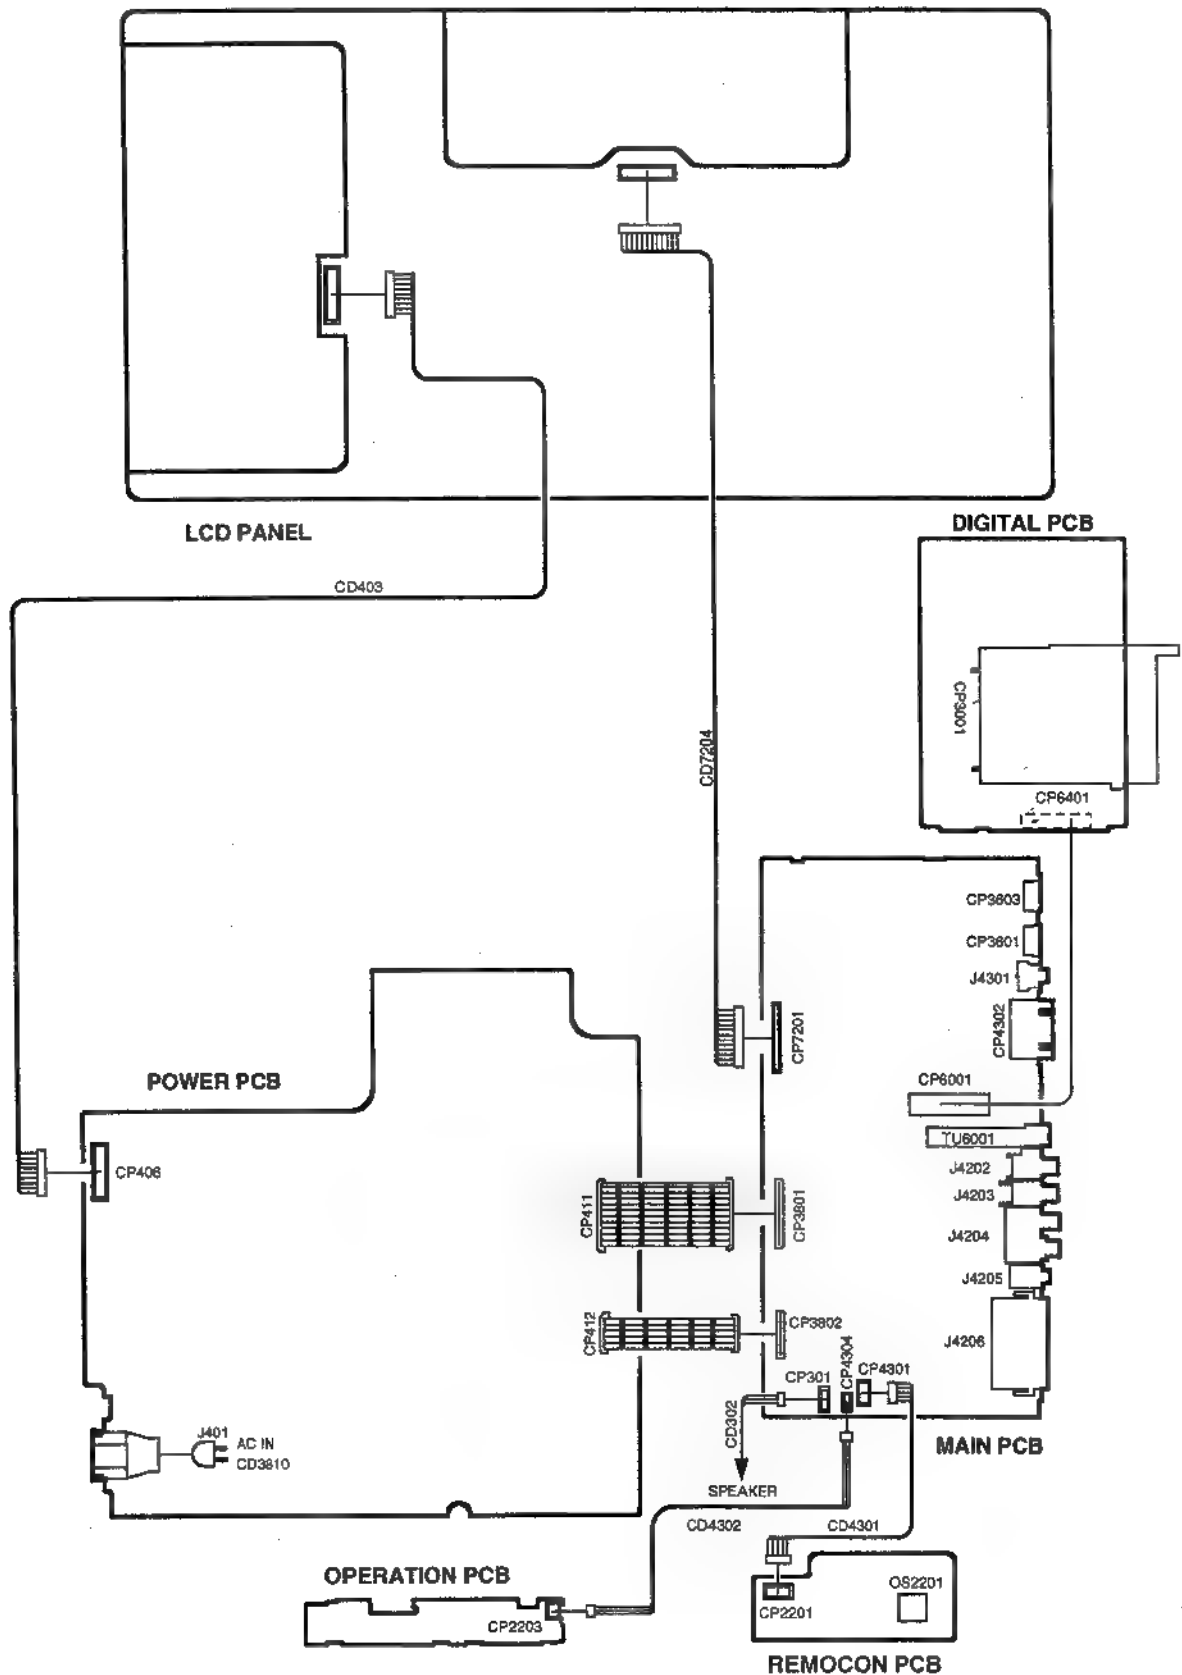 LCD PANEL
DIGITAL PCB
CD403
CP3001
CD7204
CP6401
CP3603
CP3601
J4301
CP4302
CP7201
POWER PCB
CP6001
TU6001
J4202
CP406
J4203
CP411
CP3801
J4204
J4205
CP412
CP3802
J4206
CP4304
CP301
CP4301
CD302
J401
AC IN
CD3810
MAIN PCB
SPEAKER
CD4302
CD4301
OPERATION PCB
OS2201
CP2203
CP2201
REMOCON PCB